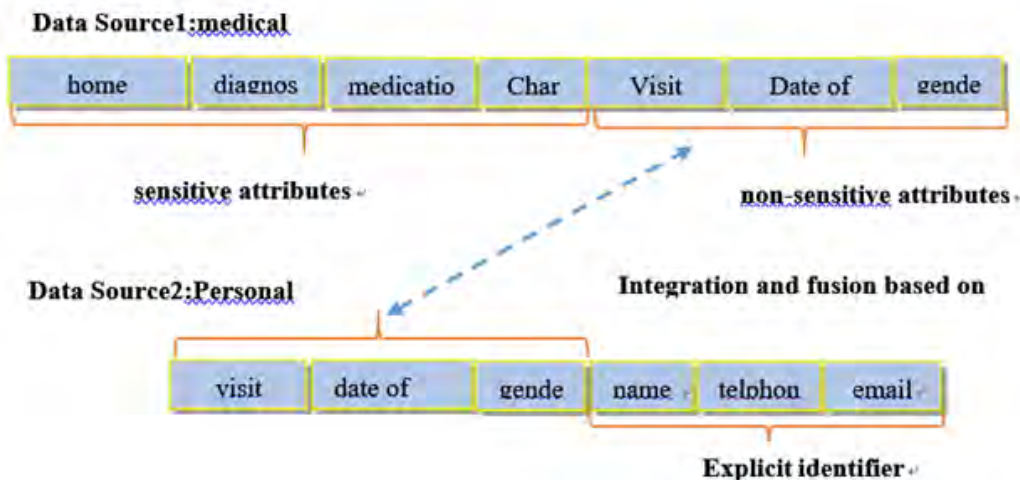 Data Source1:medical
home diagnos medicatio Char Visit Date of gende
sensitive attributes
non-sensitive attributes
Data Source2:Personal
Integration and fusion based on
visit date of gende name telphon email
Explicit identifier